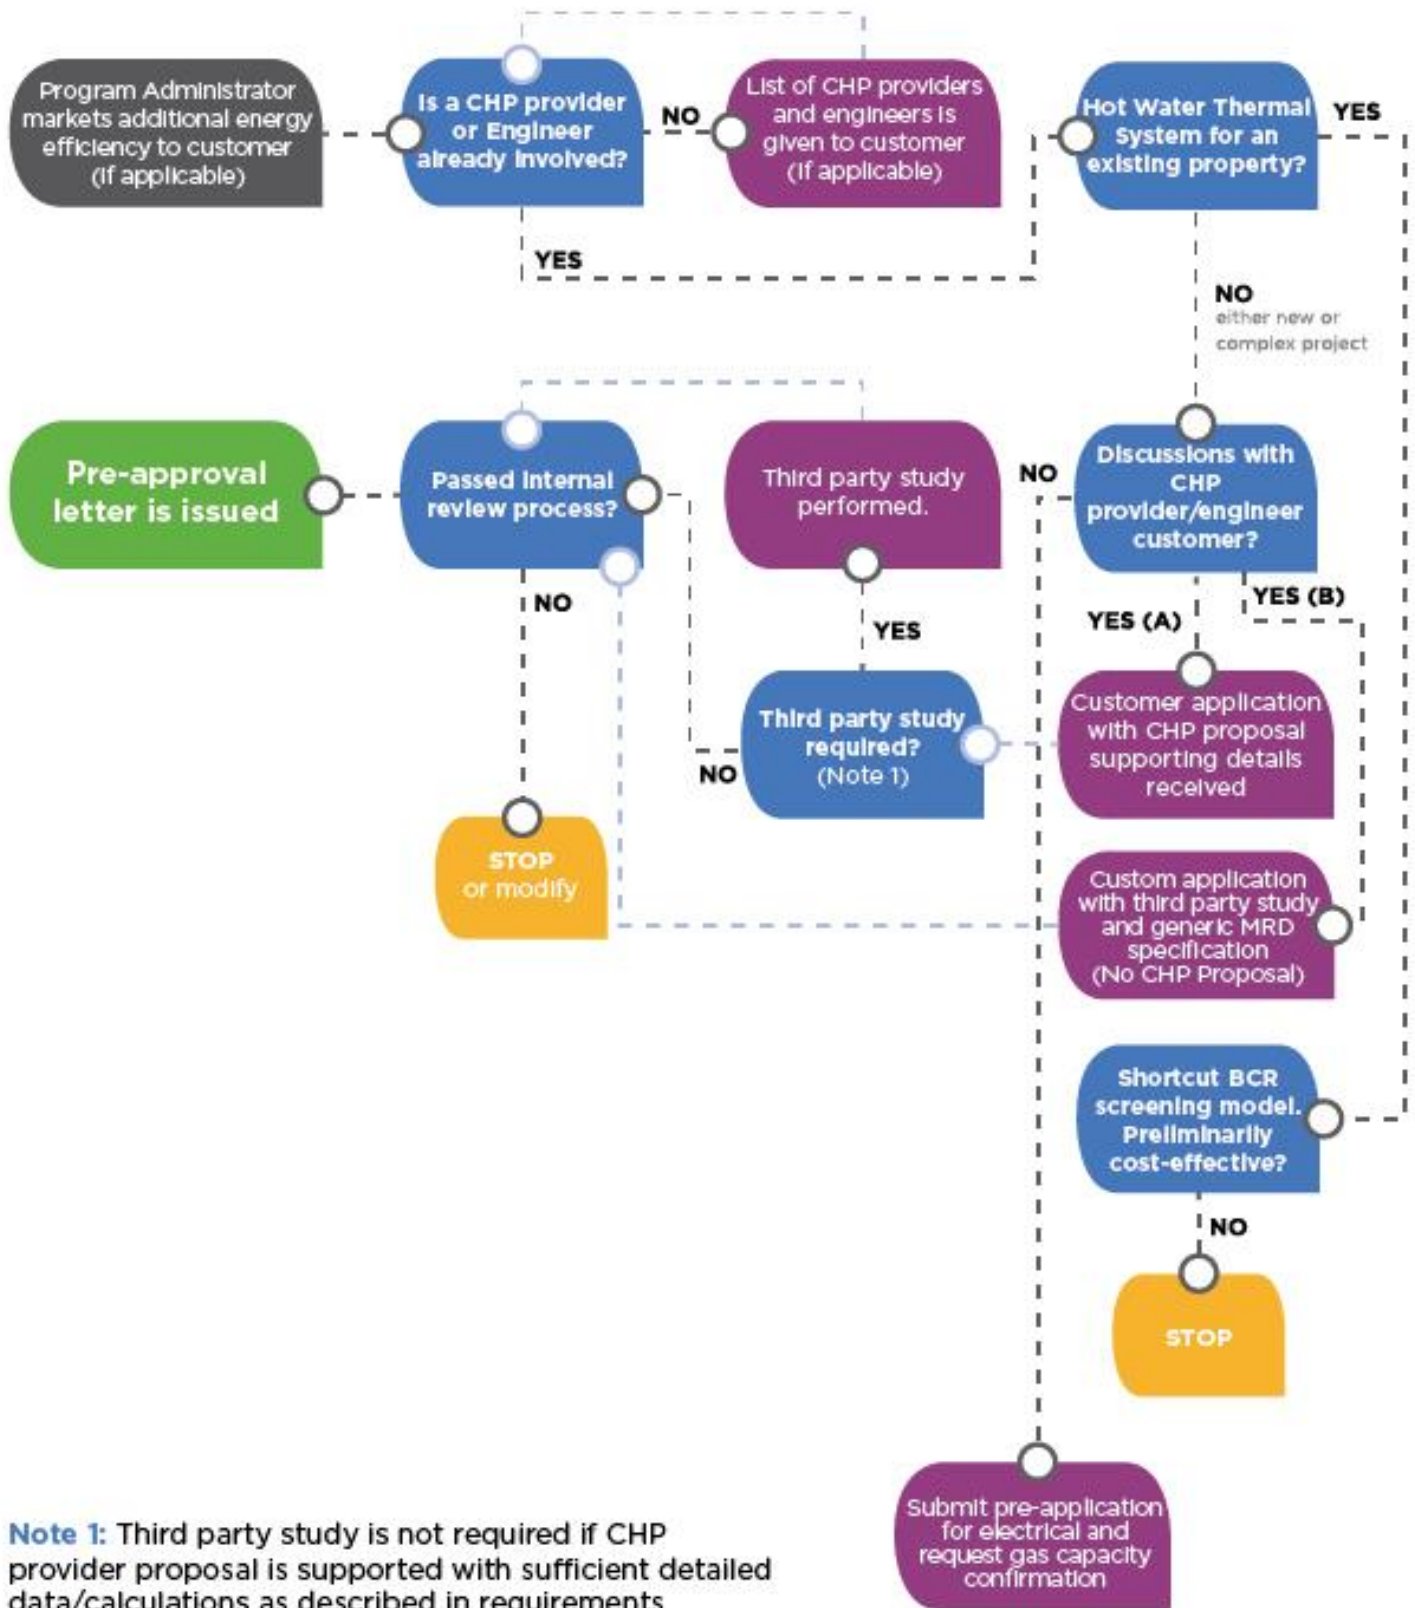 Program Administrator
markets additional energy
efficiency to customer
(if applicable)
Is a CHP provider
or Engineer
already involved?
NO
List of CHP providers
and engineers is
given to customer
(if applicable)
Hot Water Thermal
System for an
existing property?
YES
YES
NO
either new or
complex project
Pre-approval
letter is issued
Passed internal
review process?
Third party study
performed.
NO
Discussions with
CHP
provider/engineer
customer?
NO
YES
YES (A)
YES (B)
Third party study
required?
(Note 1)
NO
Customer application
with CHP proposal
supporting details
received
STOP
or modify
Custom application
with third party study
and generic MRD
specification
(No CHP Proposal)
Shortcut BCR
screening model.
Preliminarily
cost-effective?
NO
STOP
Submit pre-application
for electrical and
request gas capacity
confirmation
Note 1: Third party study is not required if CHP
provider proposal is supported with sufficient detailed
data/calculations as described in requirements